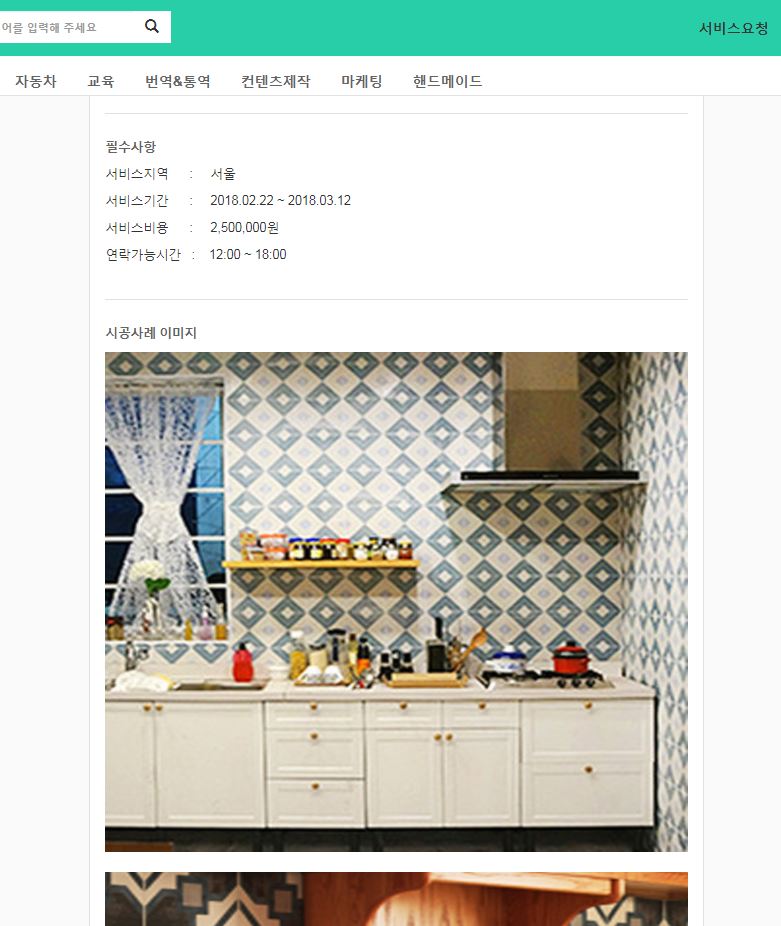 어를 입력해 주세요
서비스요청
자동차 교육 번역&통역 컨텐츠제작 마케팅 핸드메이드
필수사항
서비스지역 : 서울
서비스기간 : 2018.02.22 ~ 2018.03.12
서비스비용 : 2,500,000원
연락가능시간 : 12:00 ~ 18:00
시공사례 이미지